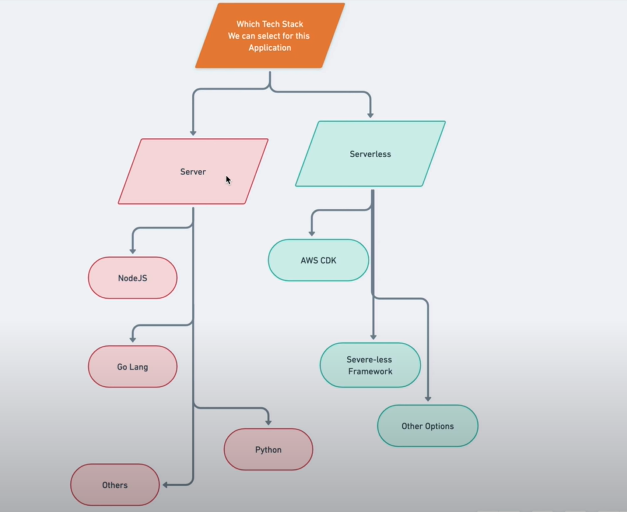 Which Tech Stack
We can select for this
Application
Server
Serverless
NodeJS
AWS CDK
Go Lang
Severe-less
Framework
Python
Other Options
Others